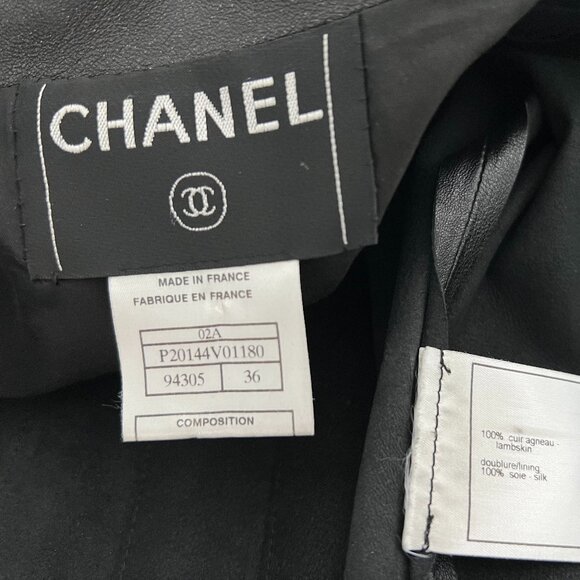 CHANEL
MADE IN FRANCE
FABRIQUE EN FRANCE
02A
P20144V01180
94305 36
COMPOSITION
100% cuir agneau -
lambskin
doublure/lining
100% soie - silk